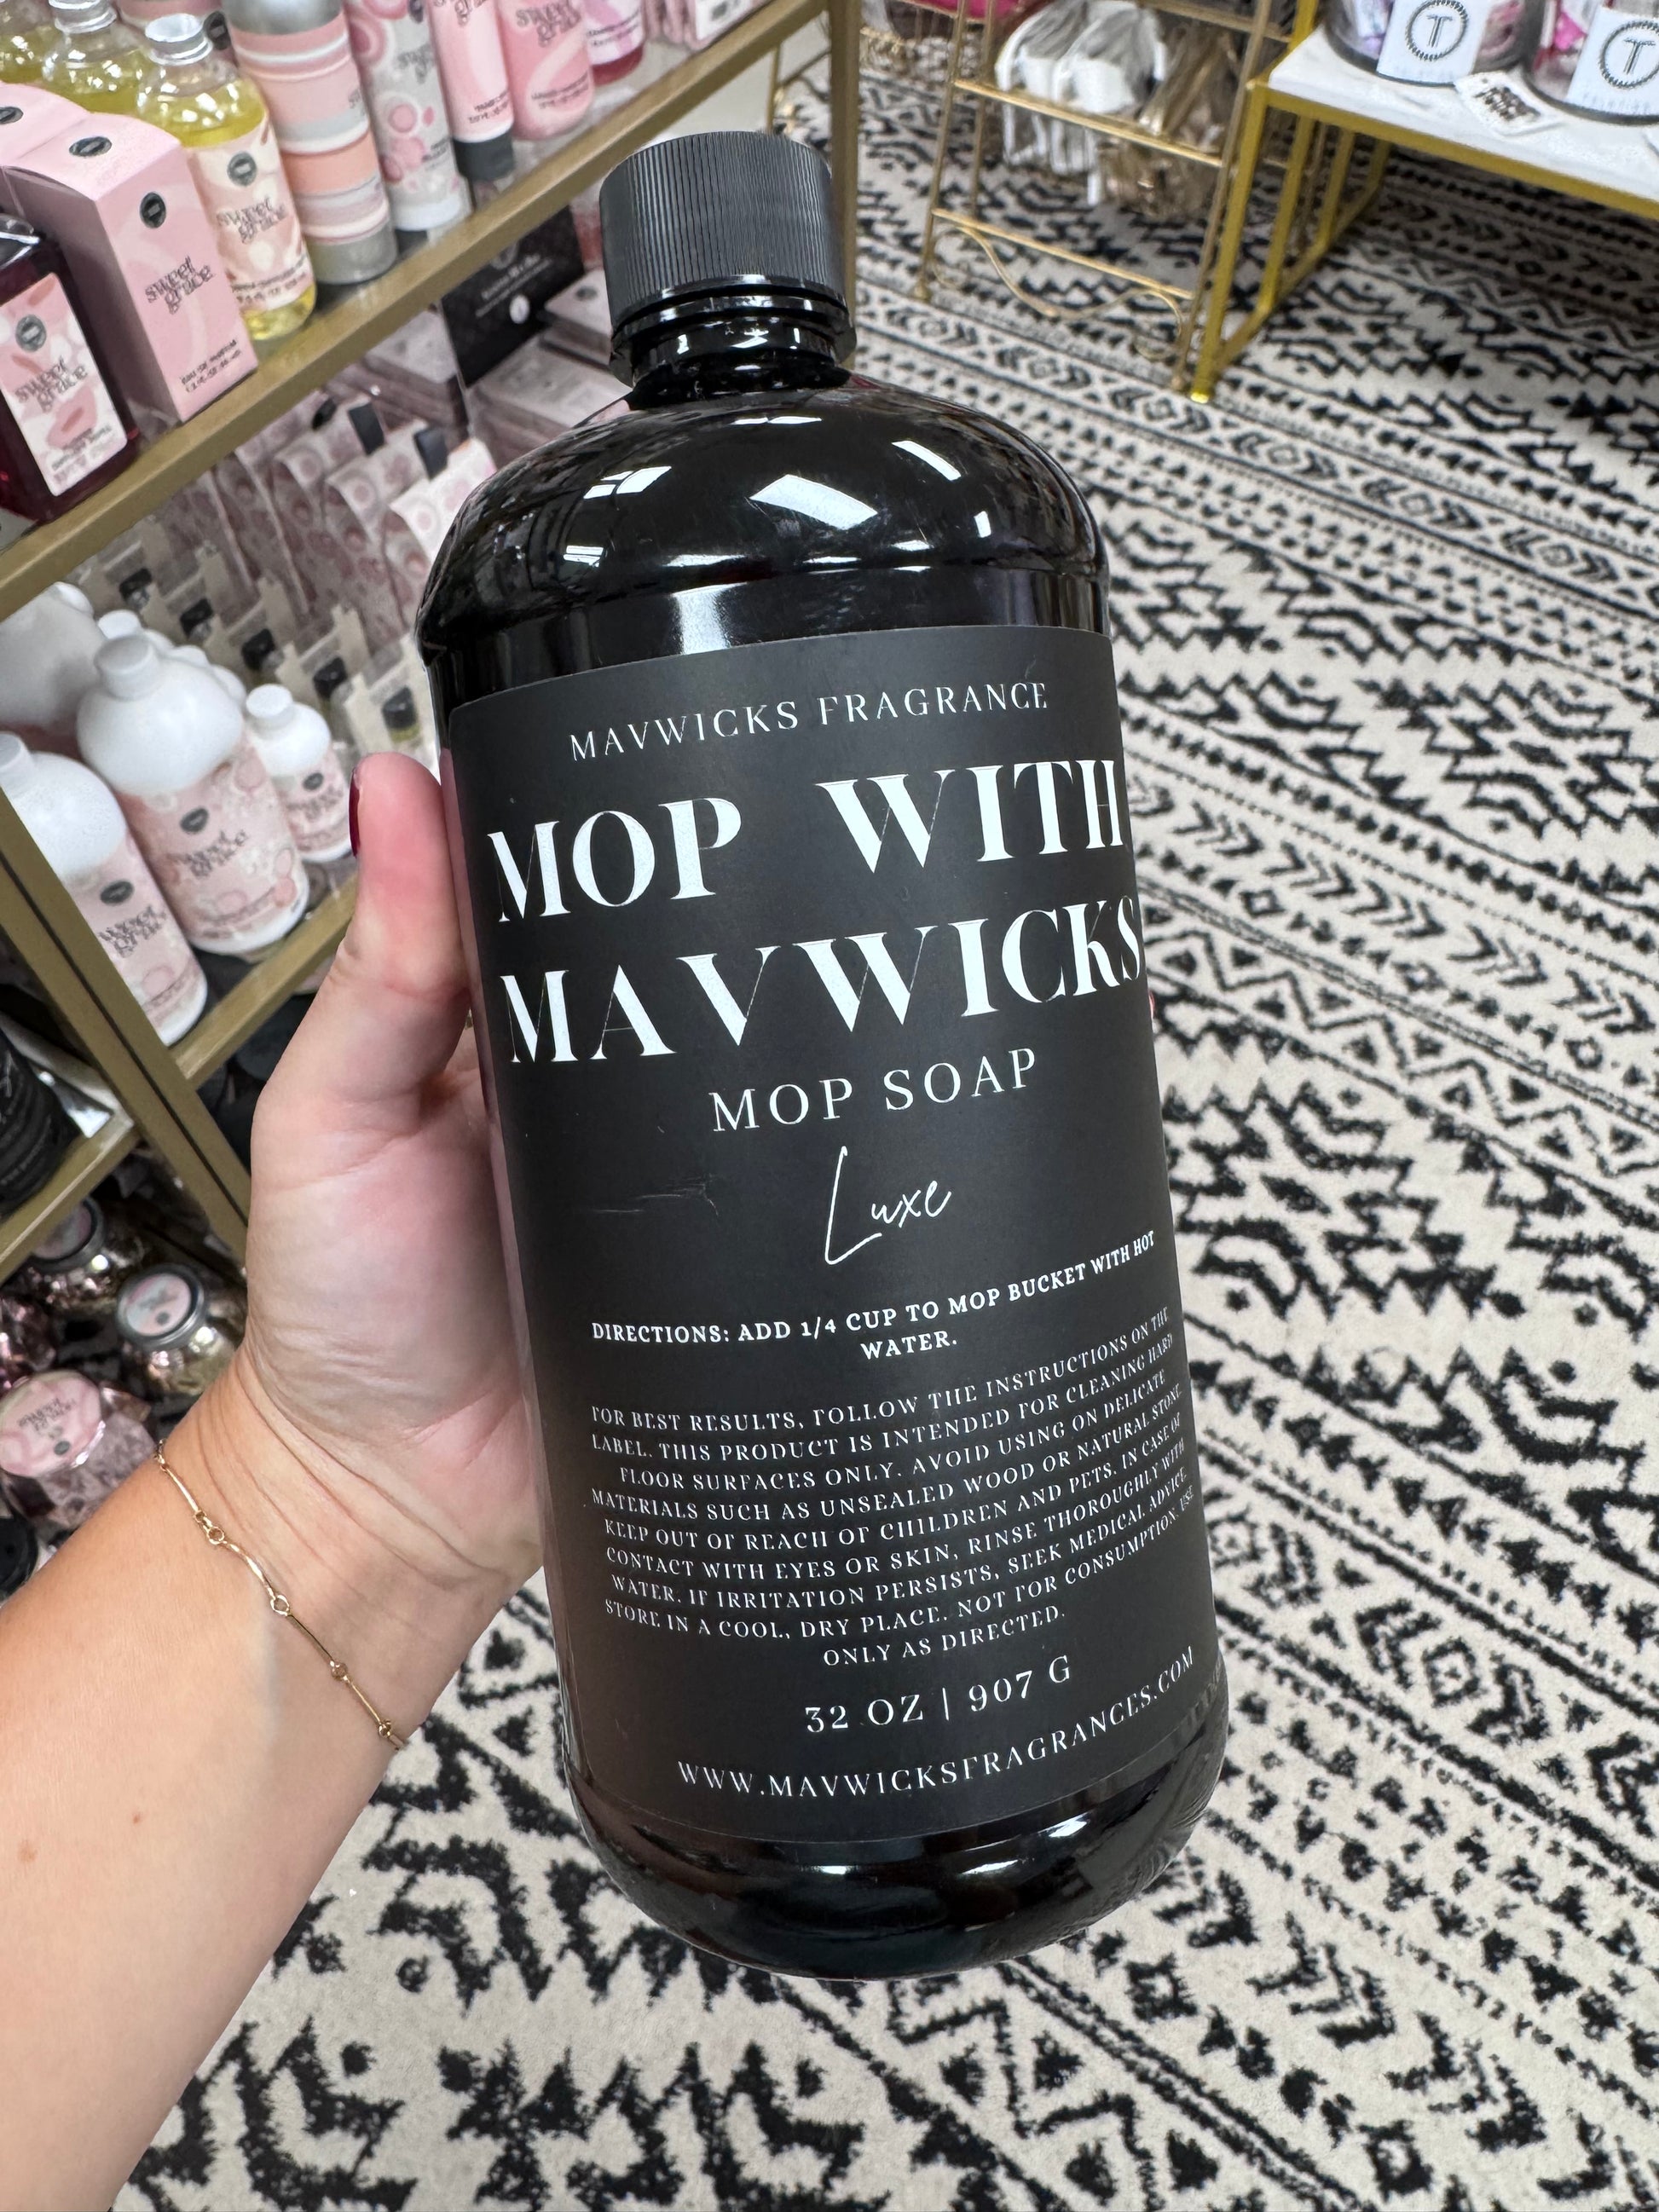 MAVWICKS FRAGRANCE
MOP WITH
MAVWICKS
MOP SOAP
Luxe
DIRECTIONS: ADD 1/4 CUP TO MOP BUCKET WITH HOT
WATER.
FOR BEST RESULTS, FOLLOW THE INSTRUCTIONS ON THE
LABEL. THIS PRODUCT IS INTENDED FOR CLEANING HARD
FLOOR SURFACES ONLY. AVOID USING ON DELICATE
MATERIALS SUCH AS UNSEALED WOOD OR NATURAL STONE.
KEEP OUT OF REACH OF CHILDREN AND PETS. IN CASE OF
CONTACT WITH EYES OR SKIN, RINSE THOROUGHLY WITH
WATER. IF IRRITATION PERSISTS, SEEK MEDICAL ADVICE.
STORE IN A COOL, DRY PLACE. NOT FOR CONSUMPTION. USE
ONLY AS DIRECTED.
32 OZ | 907 G
WWW.MAVWICKSFRAGRANCES.COM
sweet
grace
sweet
grace
sweet
grace
sweet
grace
sweet
grace
T
T